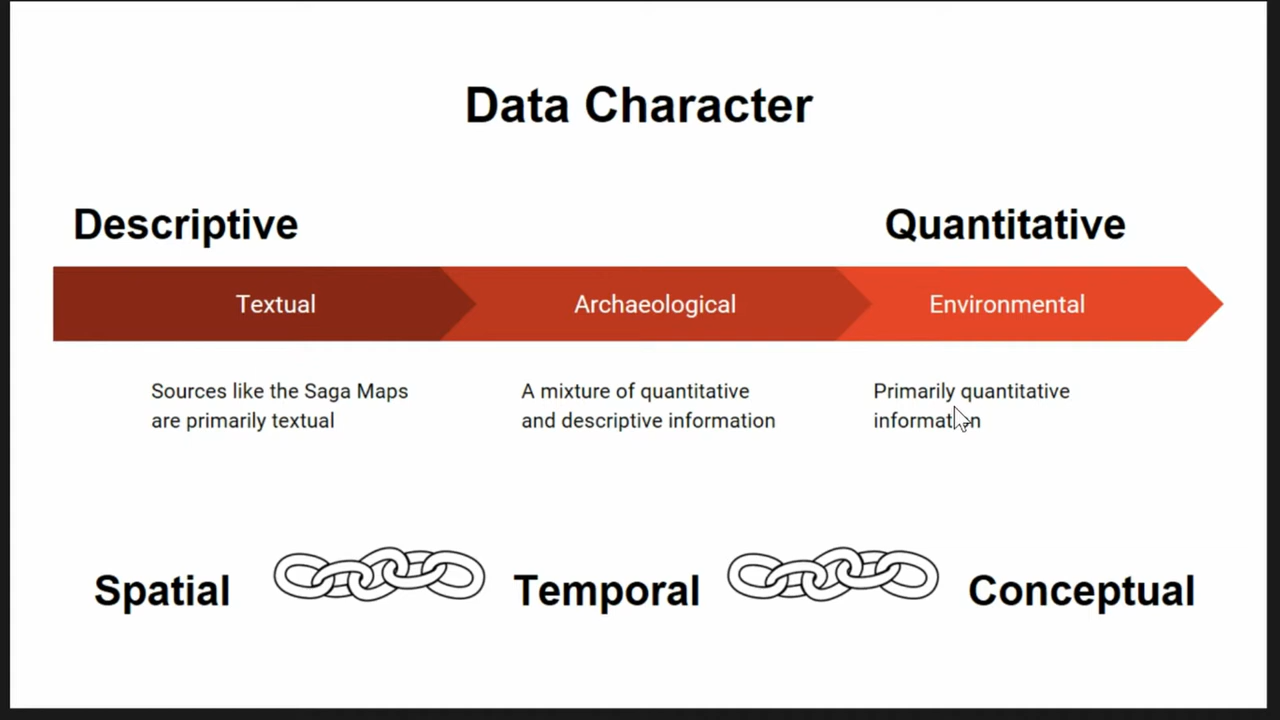 Data Character
Descriptive
Quantitative
Textual
Archaeological
Environmental
Sources like the Saga Maps
are primarily textual
A mixture of quantitative
and descriptive information
Primarily quantitative
information
Spatial
Temporal
Conceptual